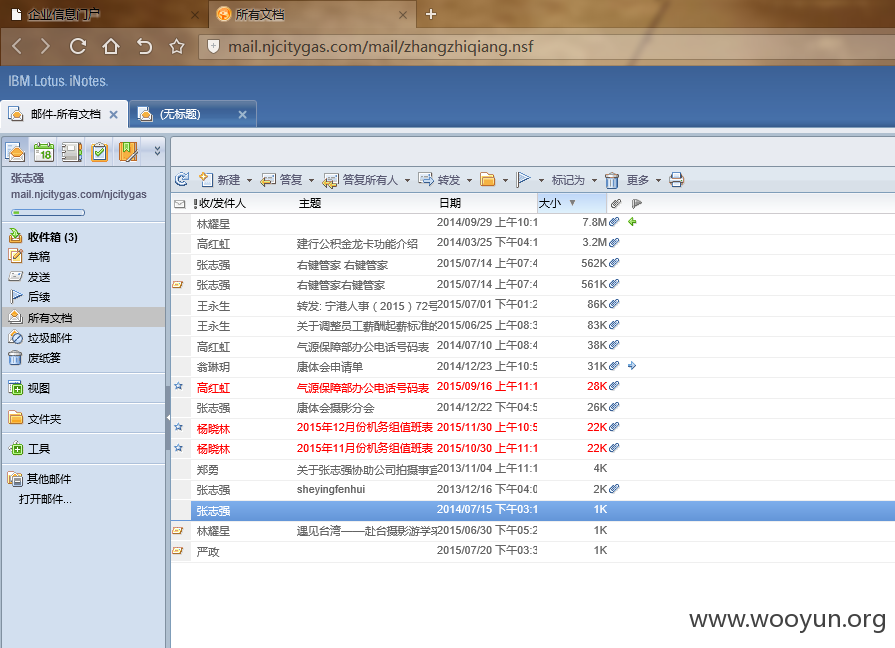 企业信息门户
所有文档
mail.njcitygas.com/mail/zhangzhiqiang.nsf
IBM. Lotus. iNotes.
邮件-所有文档
(无标题)
18
张志强
mail.njcitygas.com/njcitygas
收件箱 (3)
草稿
发送
后续
所有文档
垃圾邮件
废纸篓
视图
文件夹
工具
其他邮件
打开邮件...
新建 答复 答复所有人 转发 标记为 更多
收/发件人 主题 日期 大小
林耀星 2014/09/29 上午10:1 7.8M
高红虹 建行公积金龙卡功能介绍 2014/03/25 下午04:1 3.2M
张志强 右键管家 右键管家 2015/07/14 上午07:4 562K
张志强 右键管家右键管家 2015/07/14 上午07:4 561K
王永生 转发: 宁港人事（2015）72号 2015/07/01 下午01:2 86K
王永生 关于调整员工薪酬起薪标准的 2015/06/25 上午08:3 83K
高红虹 气源保障部办公电话号码表 2014/07/10 上午08:4 38K
翁琳玥 康体会申请单 2014/12/23 上午10:5 31K
高红虹 气源保障部办公电话号码表 2015/09/16 上午11:1 28K
张志强 康体会摄影分会 2014/12/22 下午04:5 26K
杨晓林 2015年12月份机务组值班表 2015/11/30 上午10:5 22K
杨晓林 2015年11月份机务组值班表 2015/10/30 上午11:1 22K
郑勇 关于张志强协助公司拍摄事宜 2013/11/04 上午11:1 4K
张志强 sheyingfenhui 2013/12/16 下午04:0 2K
张志强 2014/07/15 下午03:1 1K
林耀星 遇见台湾——赴台摄影游学采 2015/06/30 下午05:2 1K
严政 2015/07/20 下午03:3 1K
www.wooyun.org